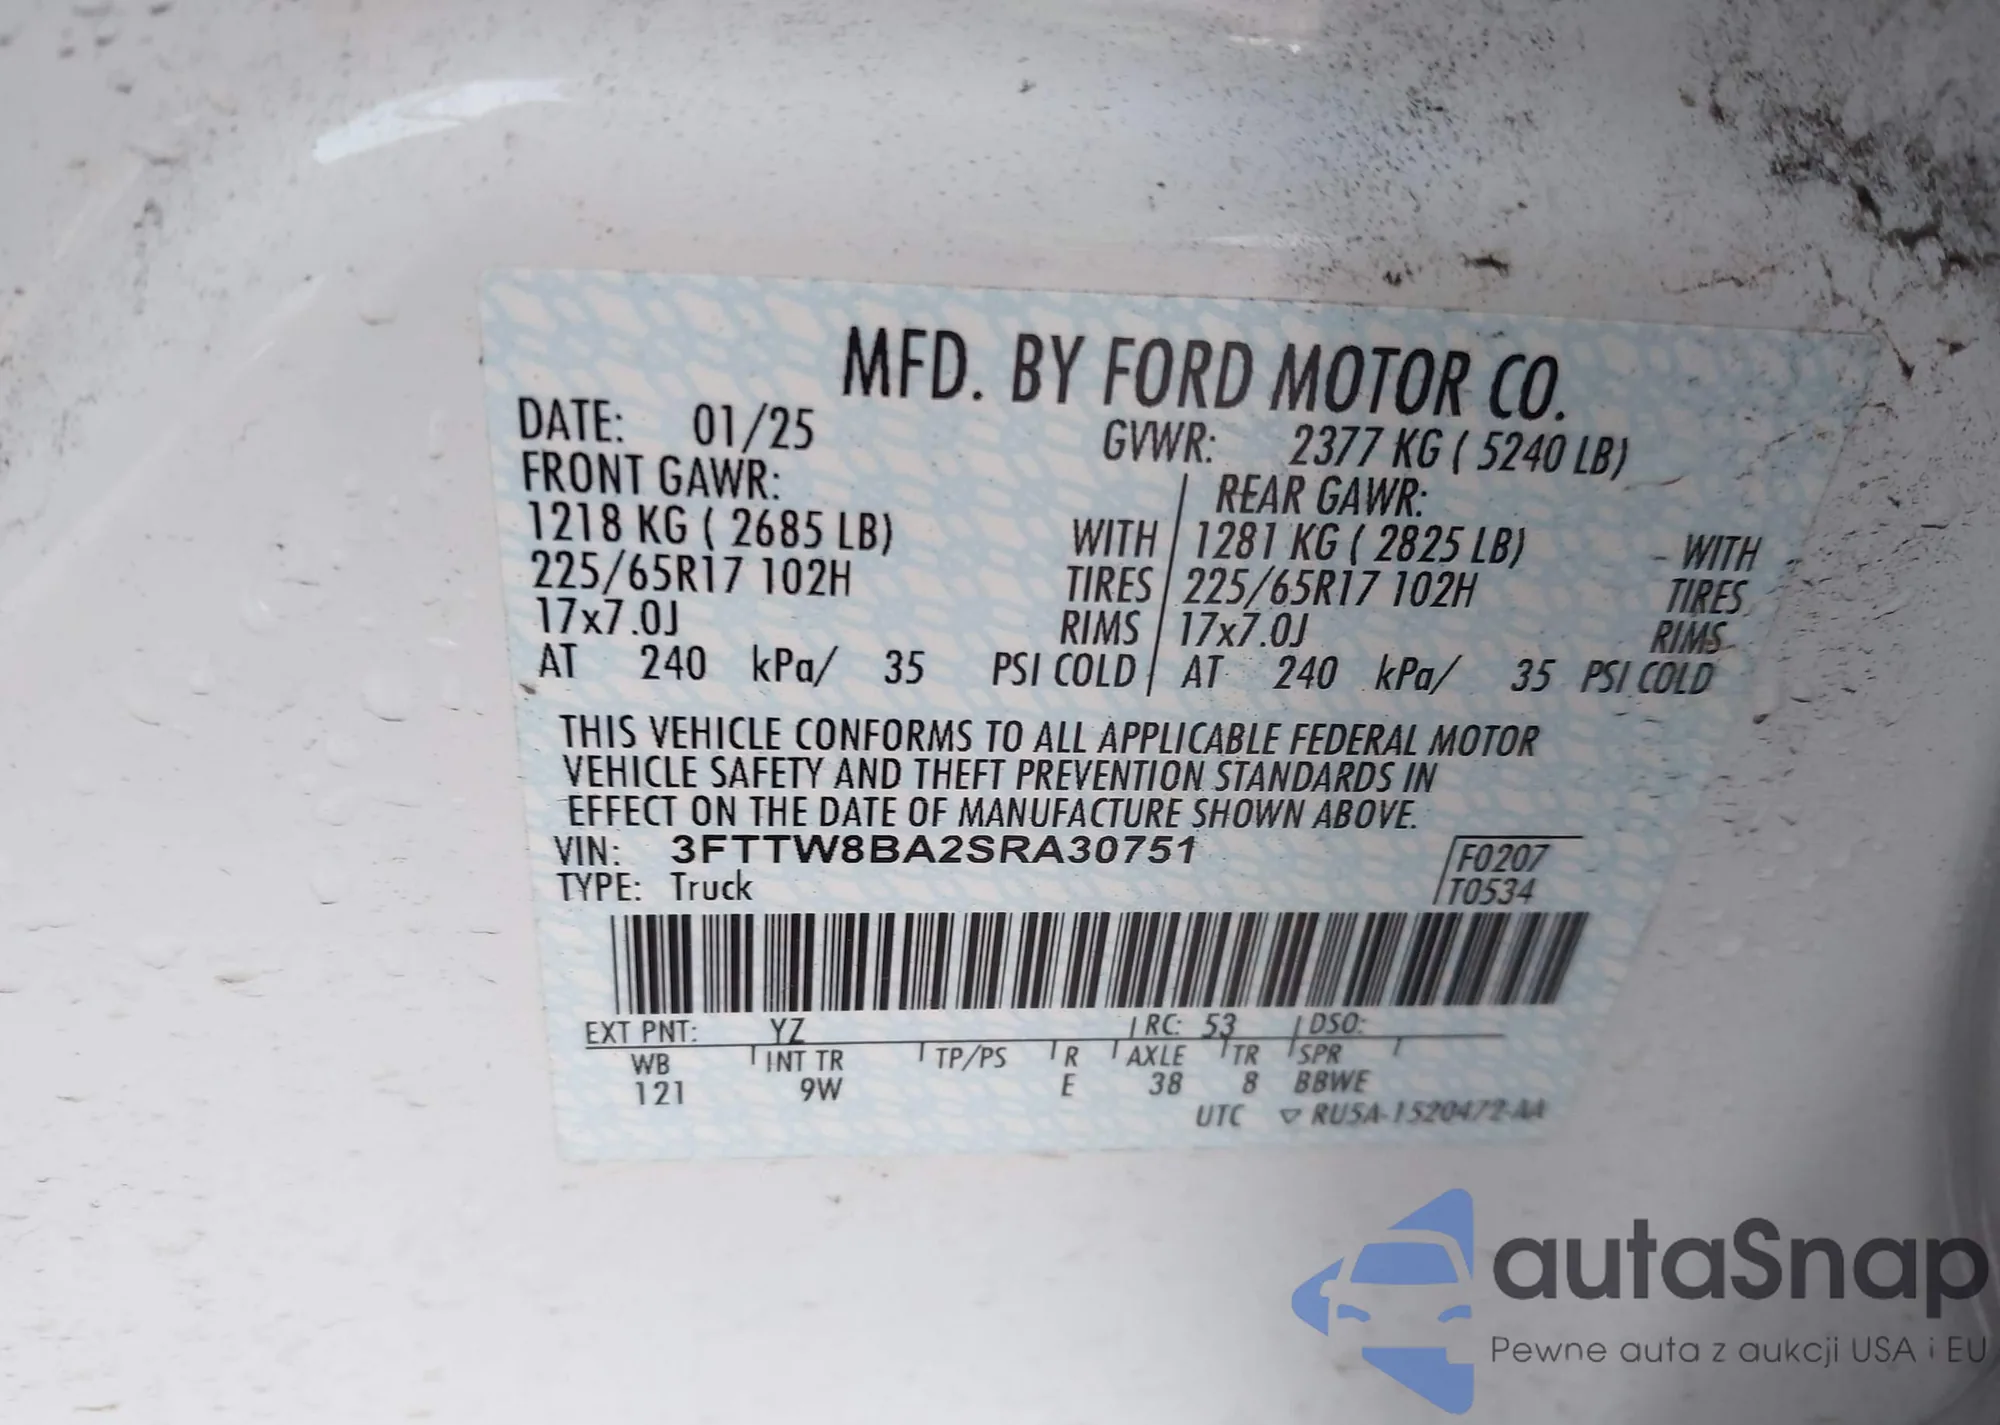 MFD. BY FORD MOTOR CO.
DATE: 01/25 GVWR: 2377 KG ( 5240 LB)
FRONT GAWR: REAR GAWR:
1218 KG ( 2685 LB) WITH 1281 KG ( 2825 LB) - WITH
225/65R17 102H TIRES 225/65R17 102H TIRES
17x7.0J RIMS 17x7.0J RIMS
AT 240 kPa/ 35 PSI COLD AT 240 kPa/ 35 PSI COLD
THIS VEHICLE CONFORMS TO ALL APPLICABLE FEDERAL MOTOR
VEHICLE SAFETY AND THEFT PREVENTION STANDARDS IN
EFFECT ON THE DATE OF MANUFACTURE SHOWN ABOVE.
VIN: 3FTTW8BA2SRA30751 F0207
TYPE: Truck T0534
EXT PNT: YZ RC: 53 DSO:
WB INT TR TP/PS R AXLE TR SPR
121 9W E 38 8 BBWE
UTC ▽ RU5A-1520472-AA
autaSnap
Pewne auta z aukcji USA i EU